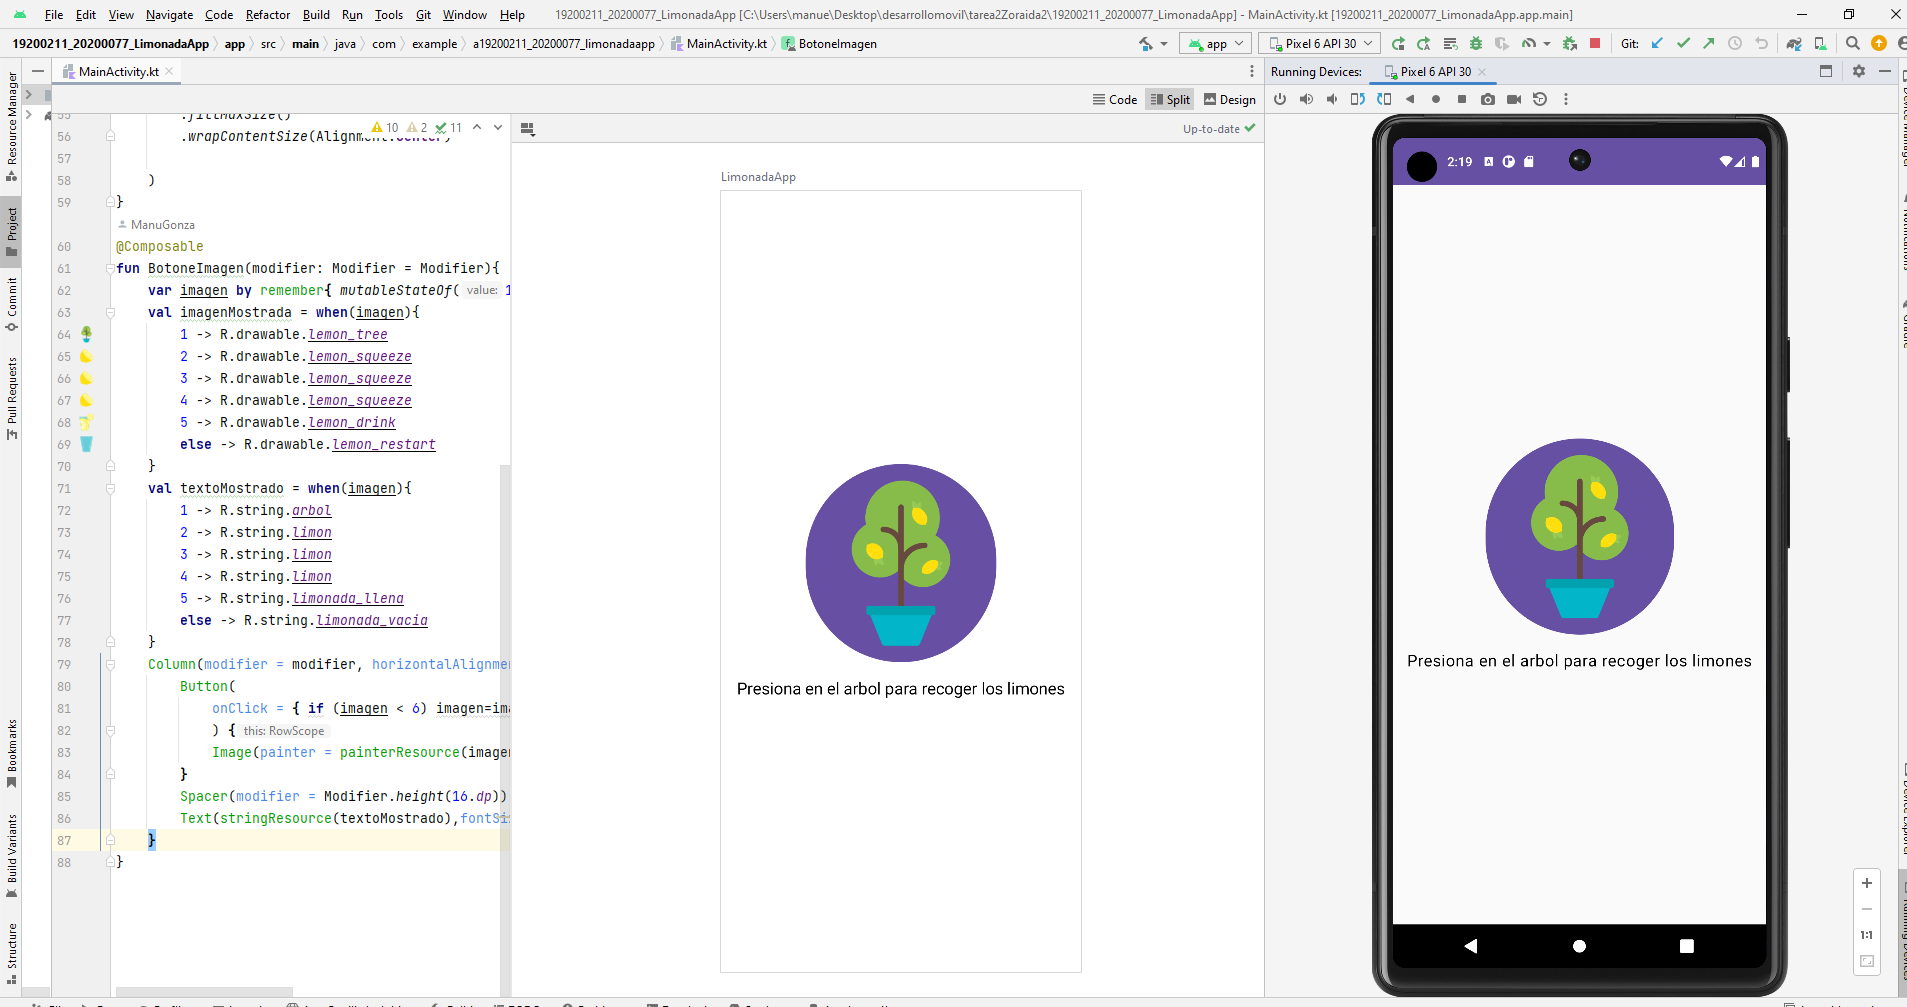 File Edit View Navigate Code Refactor Build Run Tools Git Window Help 19200211_20200077_LimonadaApp [C:\Users\manue\Desktop\desarrollomovil\tarea2Zoraida2\19200211_20200077_LimonadaApp] - MainActivity.kt [19200211_20200077_LimonadaApp.app.main]
19200211_20200077_LimonadaApp app src main java com example a19200211_20200077_limonadaapp MainActivity.kt BotoneImagen app Pixel 6 API 30 Git:
MainActivity.kt Running Devices: Pixel 6 API 30
Code Split Design
Resource Manager
Project
Commit
Pull Requests
Bookmarks
Build Variants
Structure
55 .fillMaxSize()
10 2 11
56 .wrapContentSize(Alignment.Center)
57
58 )
59 }
ManuGonza
60 @Composable
61 fun BotoneImagen(modifier: Modifier = Modifier){
62 var imagen by remember{ mutableStateOf( value: 1
63 val imagenMostrada = when(imagen){
64 1 -> R.drawable.lemon_tree
65 2 -> R.drawable.lemon_squeeze
66 3 -> R.drawable.lemon_squeeze
67 4 -> R.drawable.lemon_squeeze
68 5 -> R.drawable.lemon_drink
69 else -> R.drawable.lemon_restart
70 }
71 val textoMostrado = when(imagen){
72 1 -> R.string.arbol
73 2 -> R.string.limon
74 3 -> R.string.limon
75 4 -> R.string.limon
76 5 -> R.string.limonada_llena
77 else -> R.string.limonada_vacia
78 }
79 Column(modifier = modifier, horizontalAlignme
80 Button(
81 onClick = { if (imagen < 6) imagen=ima
82 ) { this: RowScope
83 Image(painter = painterResource(imagen
84 }
85 Spacer(modifier = Modifier.height(16.dp))
86 Text(stringResource(textoMostrado),fontSi
87 }
88 }
Up-to-date
LimonadaApp
Presiona en el arbol para recoger los limones
2:19
Presiona en el arbol para recoger los limones
1:1